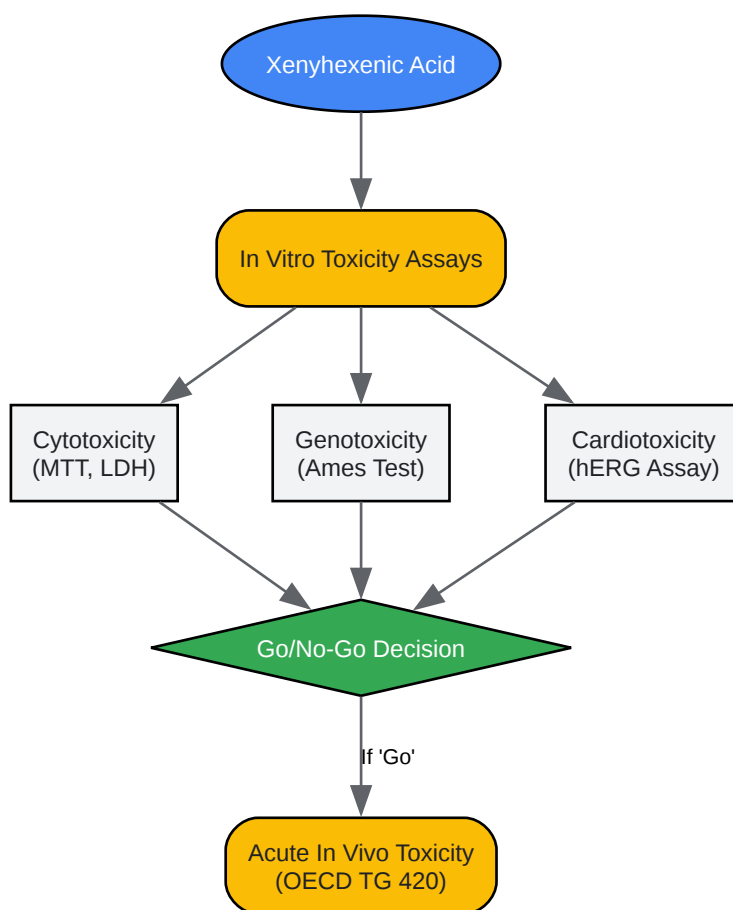 Xenyhexenic Acid
In Vitro Toxicity Assays
Cytotoxicity
(MTT, LDH)
Genotoxicity
(Ames Test)
Cardiotoxicity
(hERG Assay)
Go/No-Go Decision
If 'Go'
Acute In Vivo Toxicity
(OECD TG 420)